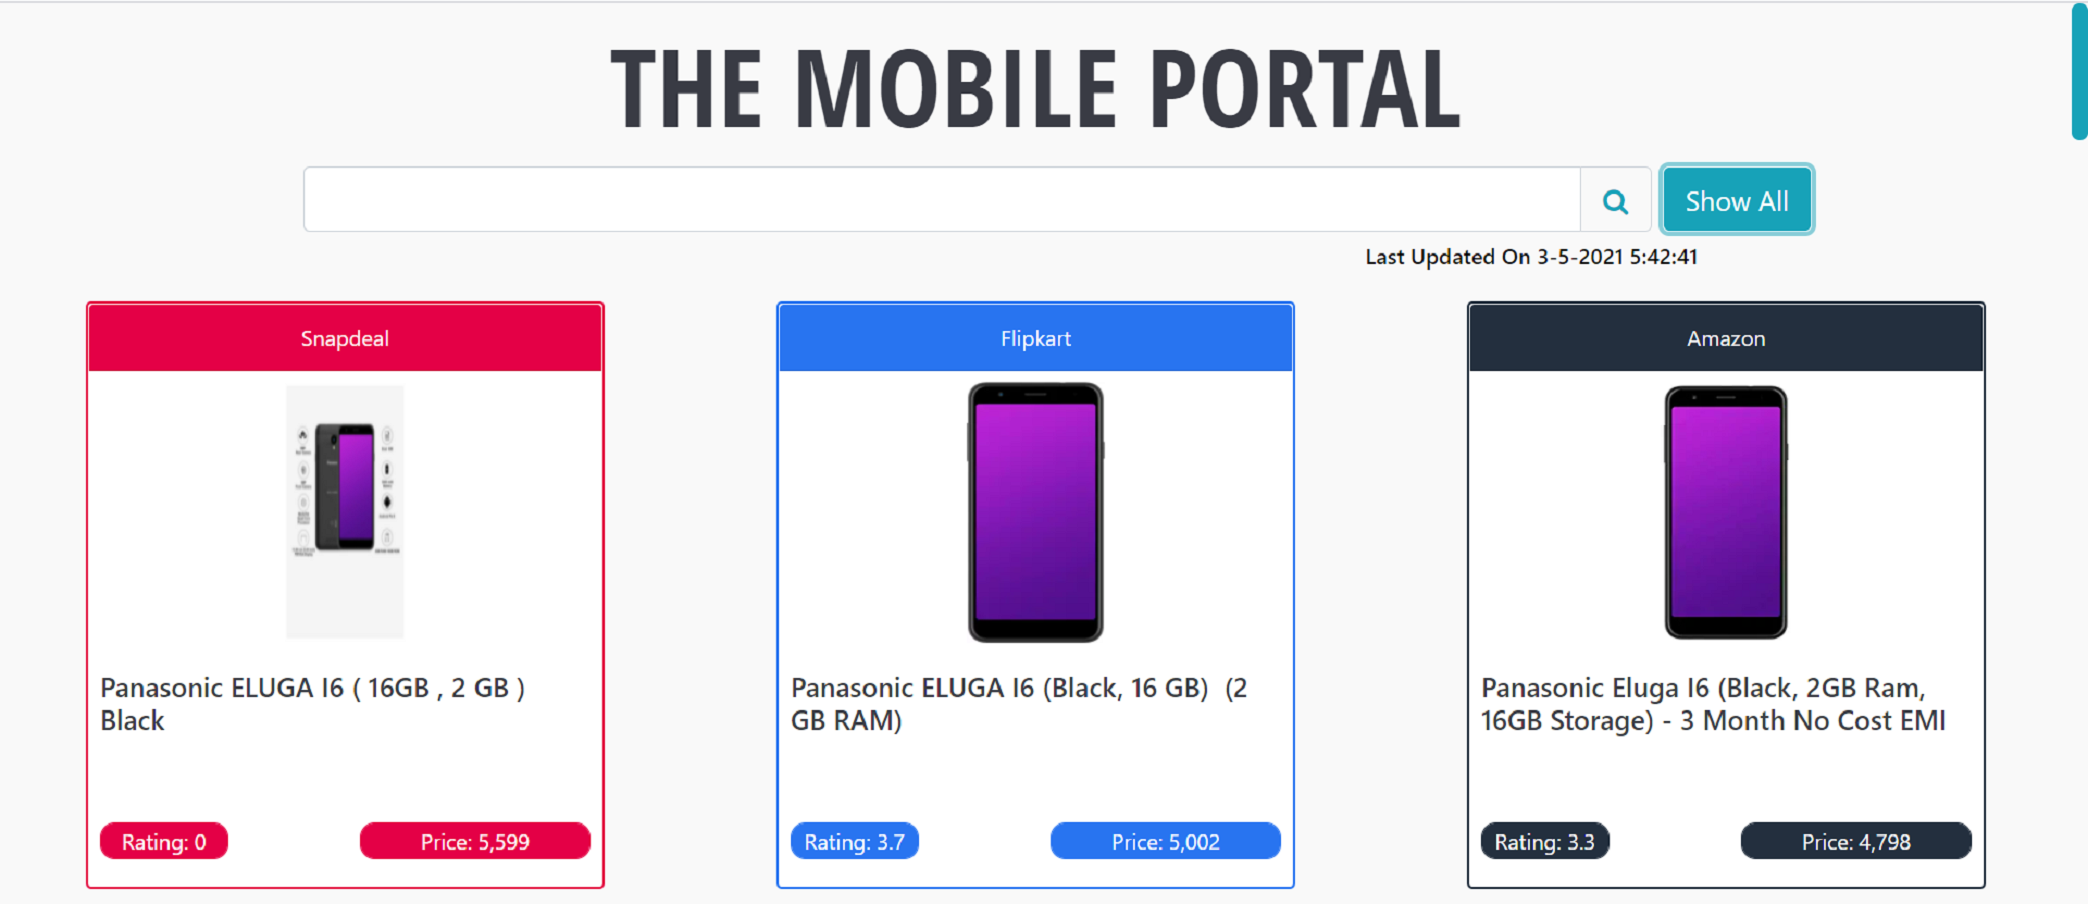 THE MOBILE PORTAL
Show All
Last Updated On 3-5-2021 5:42:41
Snapdeal
Panasonic ELUGA I6 ( 16GB , 2 GB )
Black
Rating: 0
Price: 5,599
Flipkart
Panasonic ELUGA I6 (Black, 16 GB)  (2
GB RAM)
Rating: 3.7
Price: 5,002
Amazon
Panasonic Eluga I6 (Black, 2GB Ram,
16GB Storage) - 3 Month No Cost EMI
Rating: 3.3
Price: 4,798